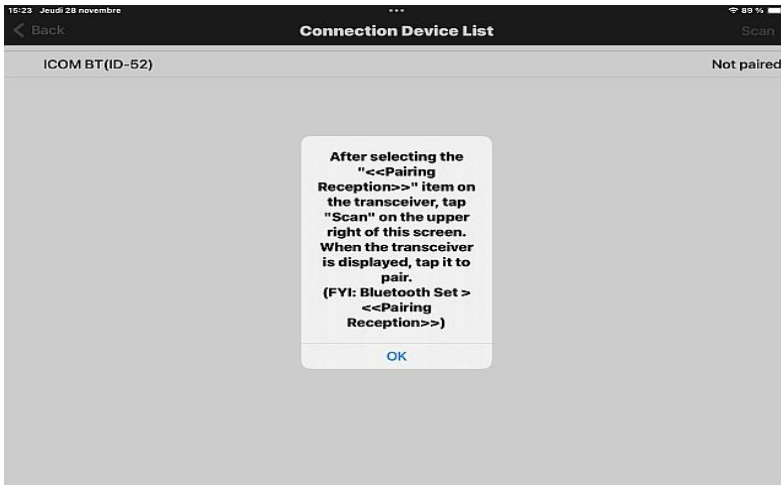 15:23 Jeudi 28 novembre
89 %
Back
Connection Device List
Scan
ICOM BT(ID-52)
Not paired
After selecting the
"<<Pairing
Reception>>" item on
the transceiver, tap
"Scan" on the upper
right of this screen.
When the transceiver
is displayed, tap it to
pair.
(FYI: Bluetooth Set >
<<Pairing
Reception>>)
OK